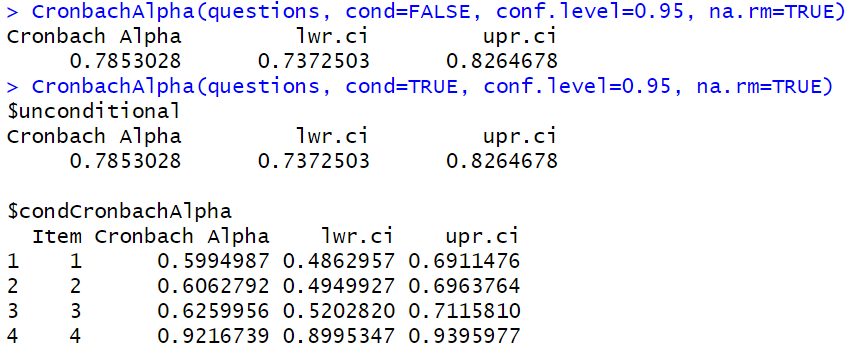 > CronbachAlpha(questions, cond=FALSE, conf.level=0.95, na.rm=TRUE)
Cronbach Alpha         lwr.ci         upr.ci
     0.7853028      0.7372503      0.8264678
> CronbachAlpha(questions, cond=TRUE, conf.level=0.95, na.rm=TRUE)
$unconditional
Cronbach Alpha         lwr.ci         upr.ci
     0.7853028      0.7372503      0.8264678

$condCronbachAlpha
  Item Cronbach Alpha    lwr.ci    upr.ci
1    1      0.5994987 0.4862957 0.6911476
2    2      0.6062792 0.4949927 0.6963764
3    3      0.6259956 0.5202820 0.7115810
4    4      0.9216739 0.8995347 0.9395977